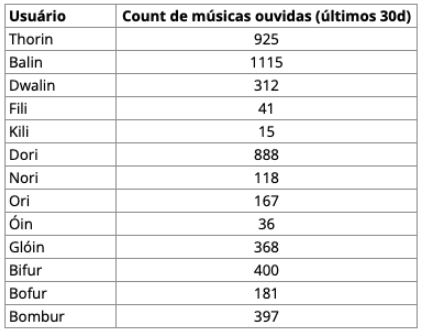 Usuário Count de músicas ouvidas (últimos 30d)
Thorin 925
Balin 1115
Dwalin 312
Fili 41
Kili 15
Dori 888
Nori 118
Ori 167
Óin 36
Glóin 368
Bifur 400
Bofur 181
Bombur 397